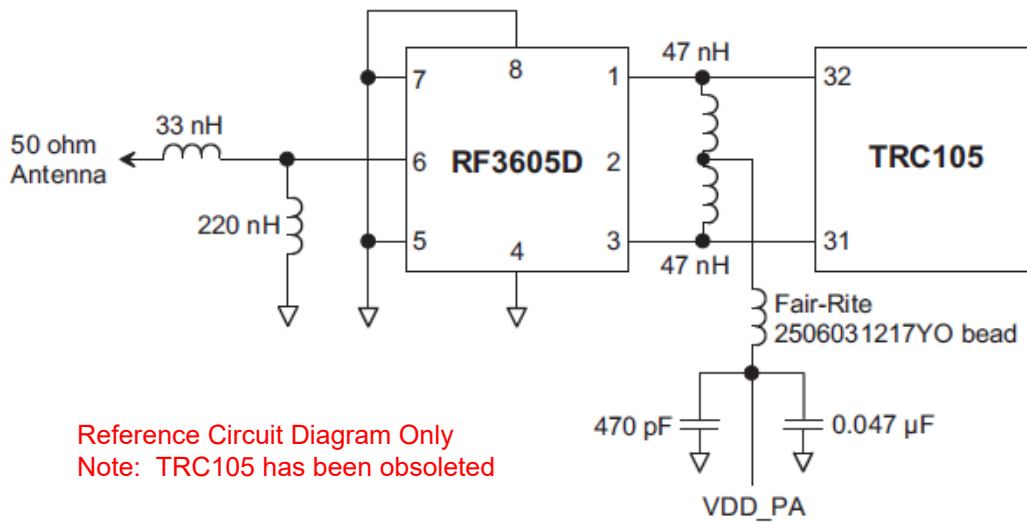 47 nH
8
7
1
32
33 nH
50 ohm
Antenna
6
RF3605D
2
TRC105
220 nH
5
4
3
31
47 nH
Fair-Rite
2506031217YO bead
470 pF
0.047 µF
Reference Circuit Diagram Only
Note: TRC105 has been obsoleted
VDD_PA